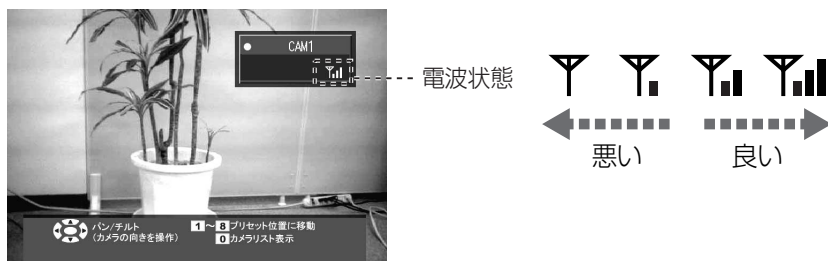 CAM1
電波状態
悪い
良い
パン/チルト
(カメラの向きを操作)
1～8プリセット位置に移動
0カメラリスト表示